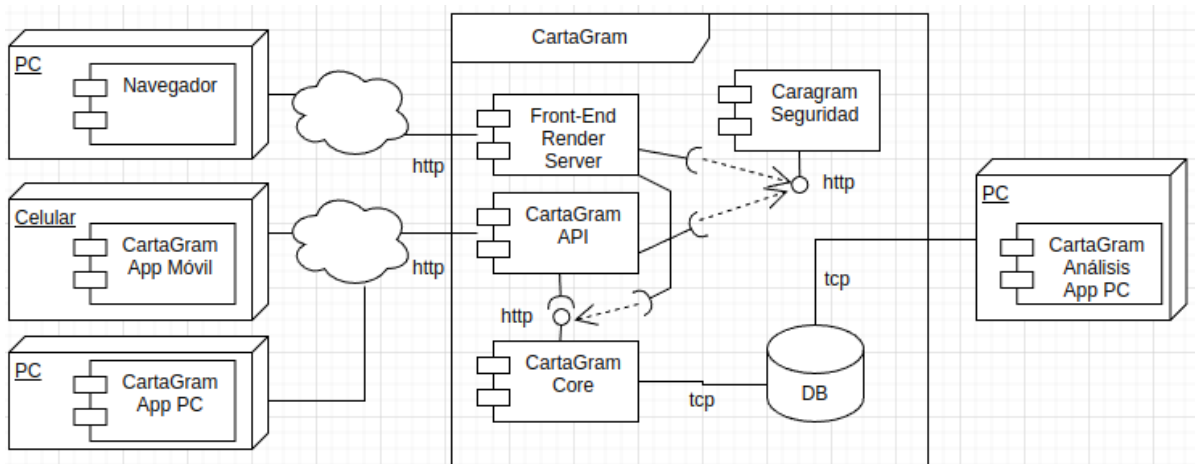 PC
Navegador
http
Celular
CartaGram
App Móvil
http
PC
CartaGram
App PC
CartaGram
Front-End
Render
Server
Caragram
Seguridad
http
CartaGram
API
http
CartaGram
Core
tcp
DB
tcp
PC
CartaGram
Análisis
App PC